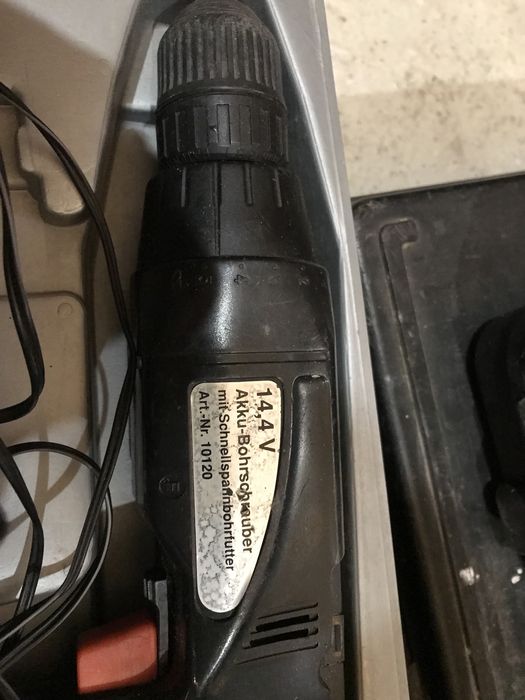 14,4 V
Akku-Bohrschrauber
mit Schnellspannbohrfutter
Art.-Nr. 10120